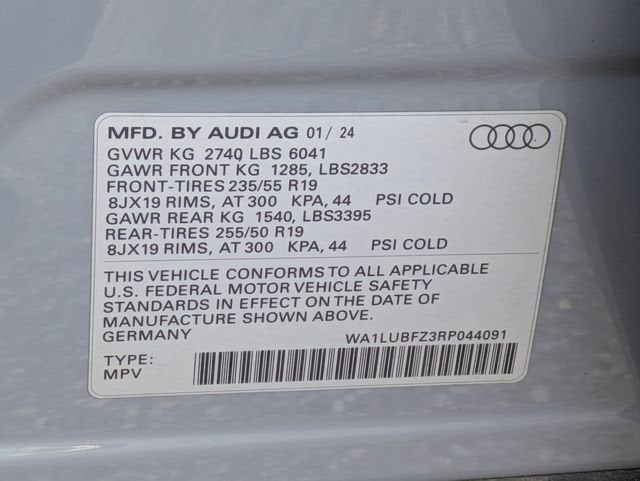 MFD. BY AUDI AG 01/ 24
GVWR KG 2740, LBS 6041
GAWR FRONT KG 1285, LBS2833
FRONT-TIRES 235/55 R19
8JX19 RIMS, AT 300 KPA, 44 PSI COLD
GAWR REAR KG 1540, LBS3395
REAR-TIRES 255/50 R19
8JX19 RIMS, AT 300 KPA, 44 PSI COLD
THIS VEHICLE CONFORMS TO ALL APPLICABLE
U.S. FEDERAL MOTOR VEHICLE SAFETY
STANDARDS IN EFFECT ON THE DATE OF
MANUFACTURE SHOWN ABOVE.
GERMANY WA1LUBFZ3RP044091
TYPE:
MPV